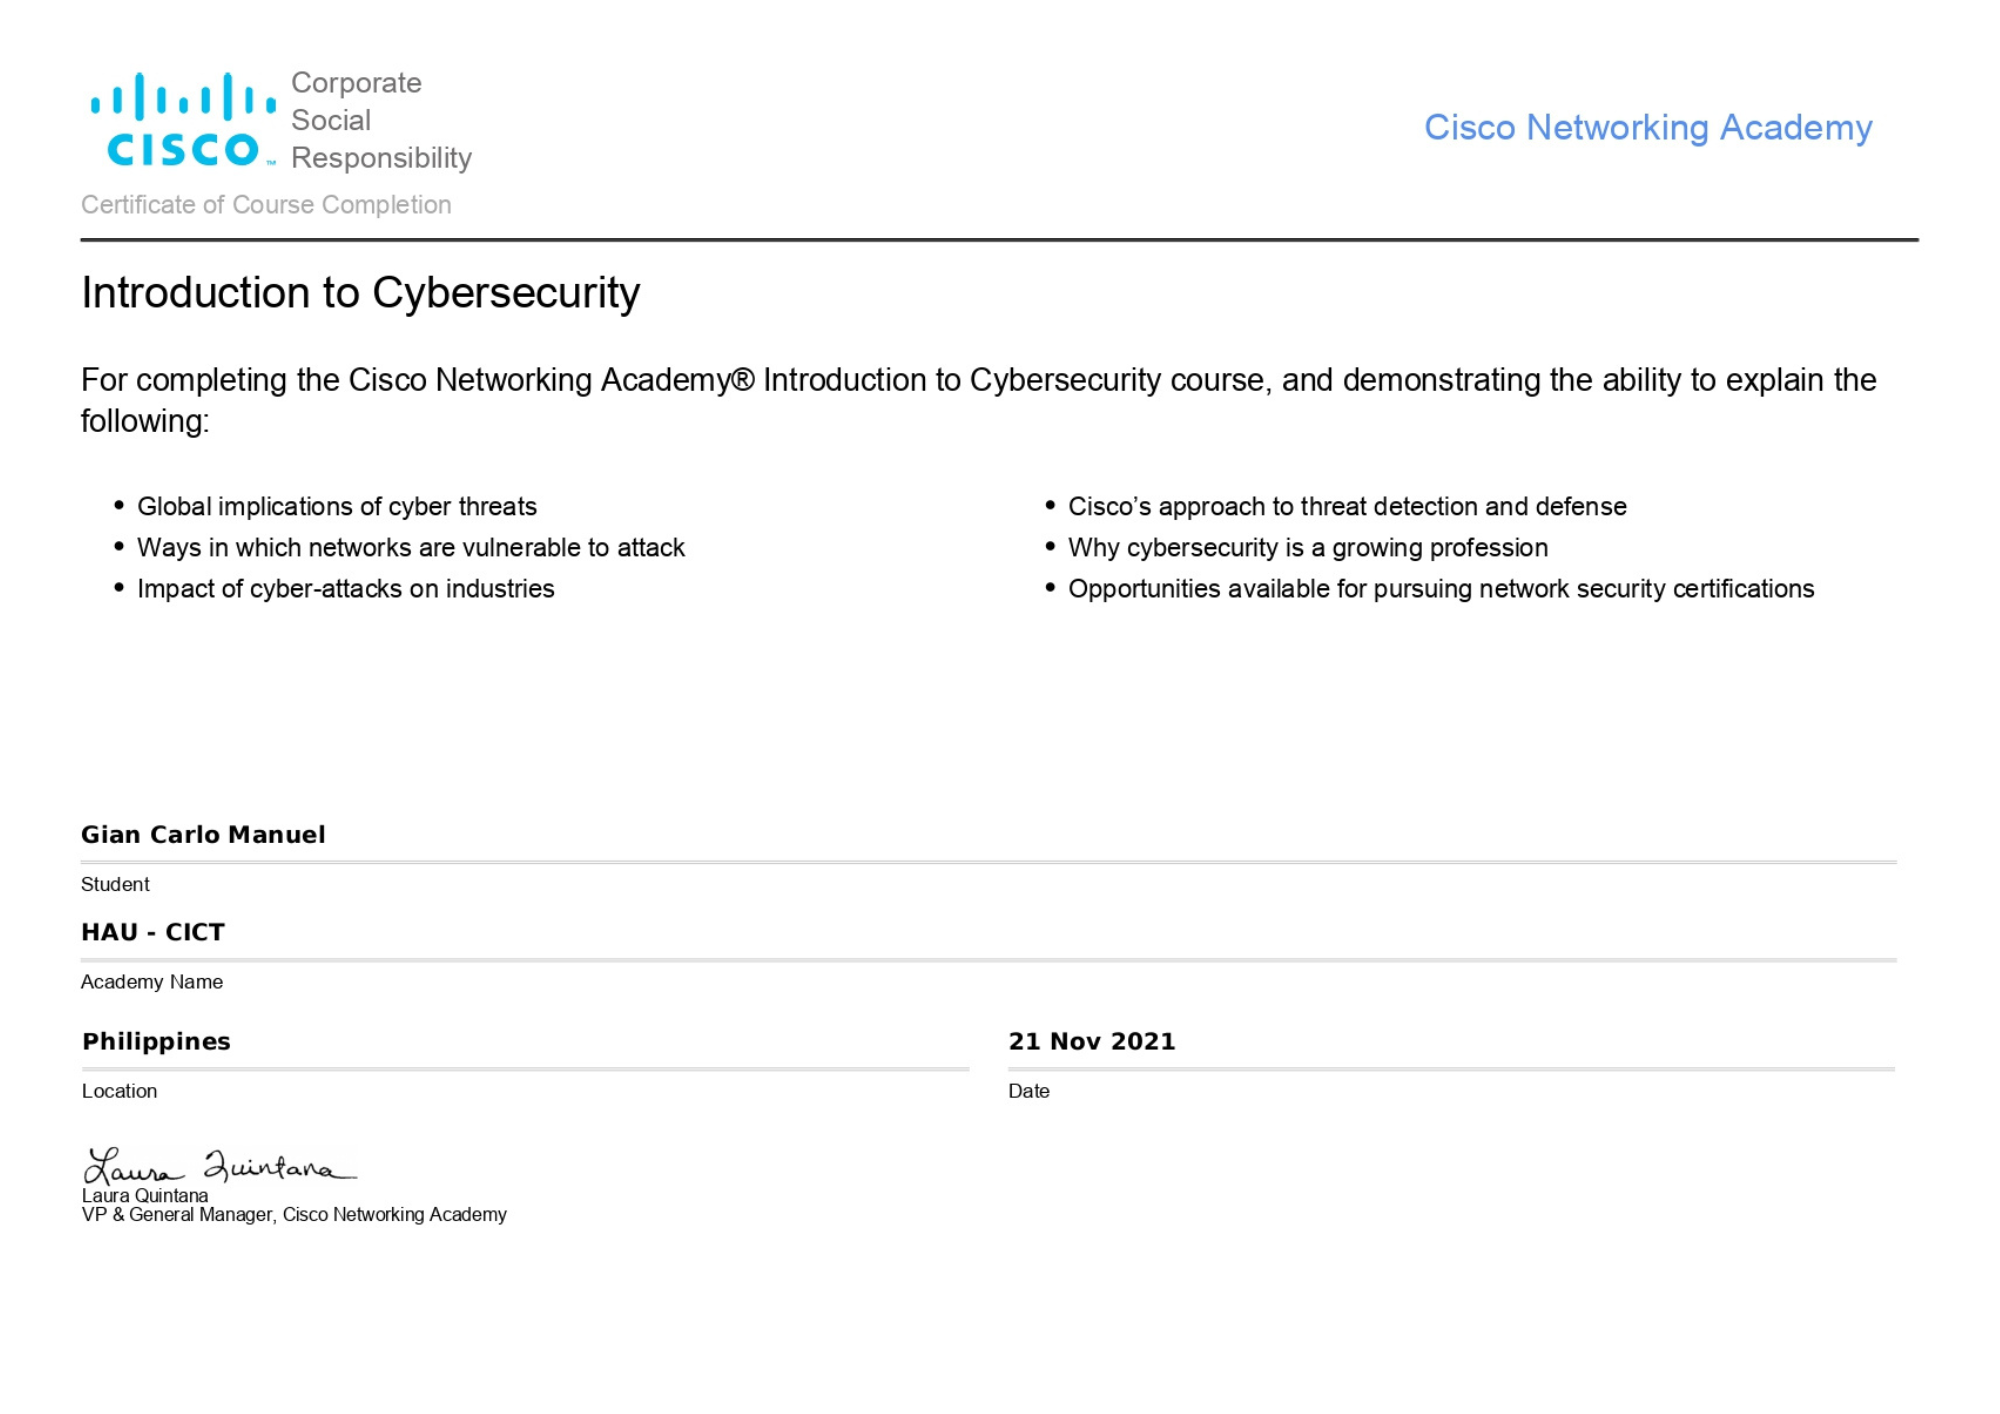 Corporate
Social
CISCO™ Responsibility
Cisco Networking Academy
Certificate of Course Completion
Introduction to Cybersecurity
For completing the Cisco Networking Academy® Introduction to Cybersecurity course, and demonstrating the ability to explain the
following:
• Global implications of cyber threats
• Ways in which networks are vulnerable to attack
• Impact of cyber-attacks on industries
• Cisco’s approach to threat detection and defense
• Why cybersecurity is a growing profession
• Opportunities available for pursuing network security certifications
Gian Carlo Manuel
Student
HAU - CICT
Academy Name
Philippines
Location
21 Nov 2021
Date
Laura Quintana
Laura Quintana
VP & General Manager, Cisco Networking Academy